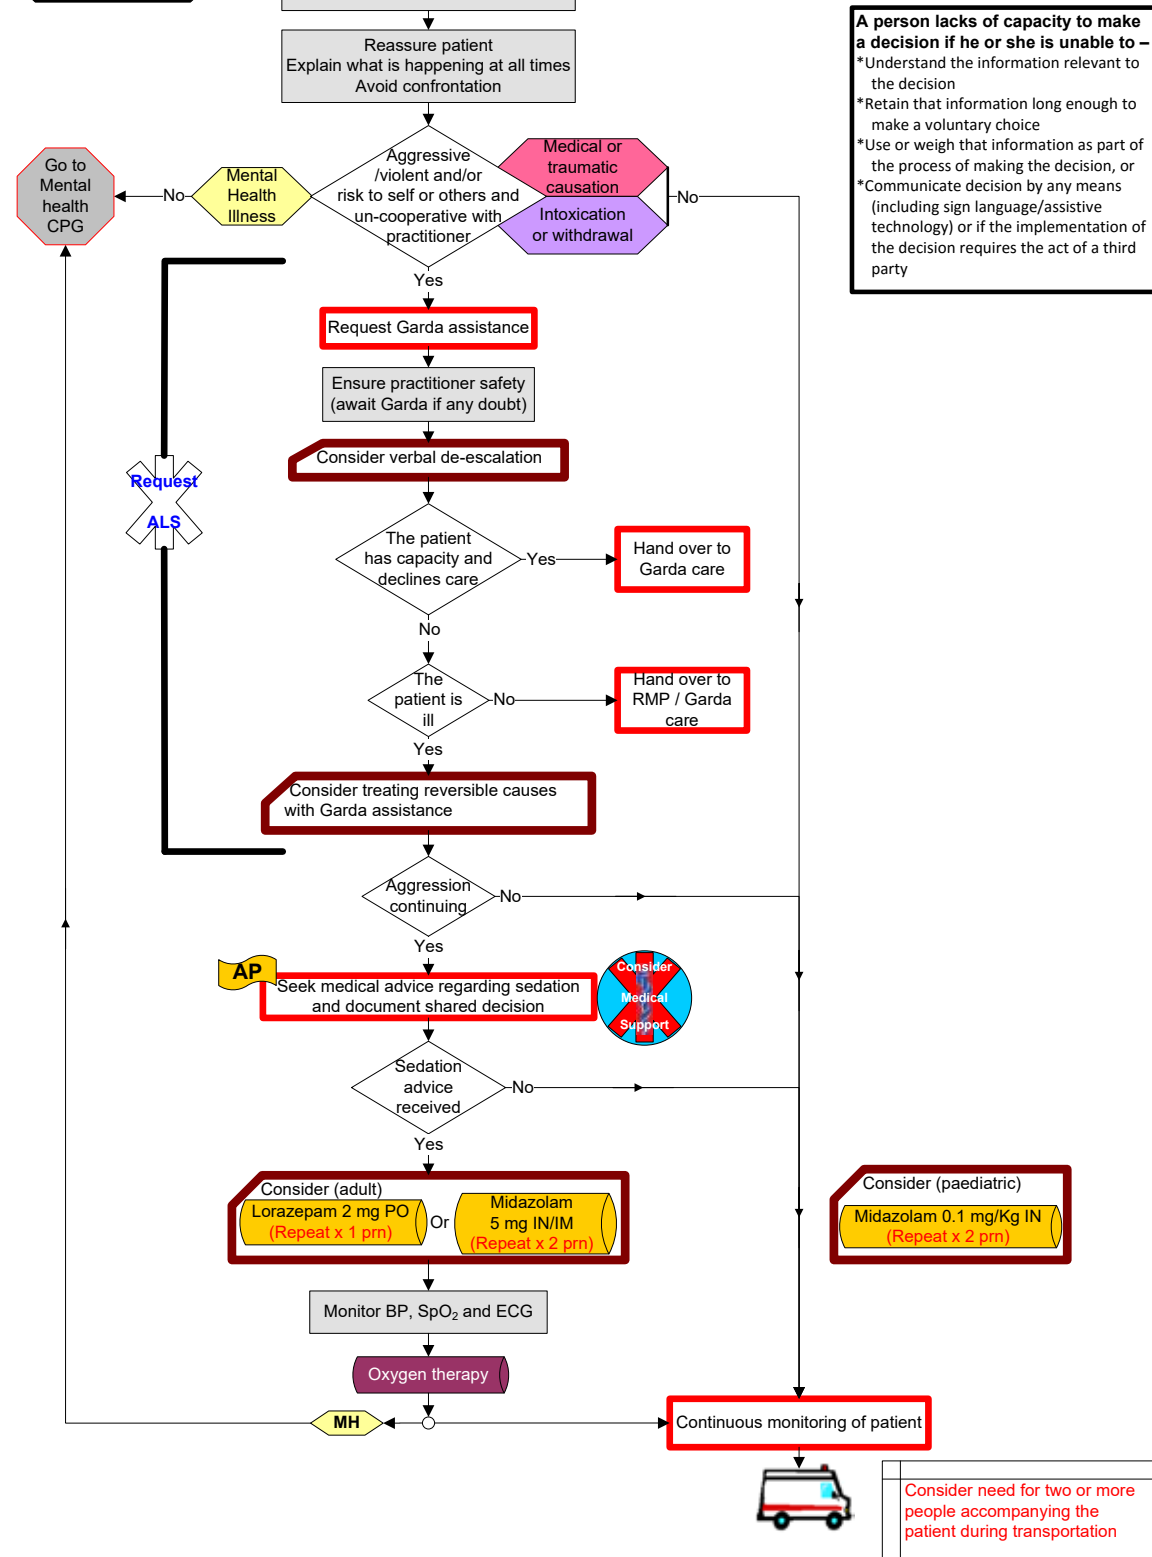 Reassure patient
Explain what is happening at all times
Avoid confrontation
A person lacks of capacity to make
a decision if he or she is unable to –
*Understand the information relevant to
the decision
*Retain that information long enough to
make a voluntary choice
*Use or weigh that information as part of
the process of making the decision, or
*Communicate decision by any means
(including sign language/assistive
technology) or if the implementation of
the decision requires the act of a third
party
Go to
Mental
health
CPG
No
Mental
Health
Illness
Aggressive
/violent and/or
risk to self or others and
un-cooperative with
practitioner
Medical or
traumatic
causation
Intoxication
or withdrawal
No
Yes
Request Garda assistance
Ensure practitioner safety
(await Garda if any doubt)
Consider verbal de-escalation
Request
ALS
The patient
has capacity and
declines care
Yes
Hand over to
Garda care
No
The
patient is
ill
No
Hand over to
RMP / Garda
care
Yes
Consider treating reversible causes
with Garda assistance
Aggression
continuing
No
Yes
AP
Seek medical advice regarding sedation
and document shared decision
Consider
Medical
Support
Sedation
advice
received
No
Yes
Consider (adult)
Lorazepam 2 mg PO
(Repeat x 1 prn)
Or
Midazolam
5 mg IN/IM
(Repeat x 2 prn)
Consider (paediatric)
Midazolam 0.1 mg/Kg IN
(Repeat x 2 prn)
Monitor BP, SpO₂ and ECG
Oxygen therapy
MH
Continuous monitoring of patient
Consider need for two or more
people accompanying the
patient during transportation